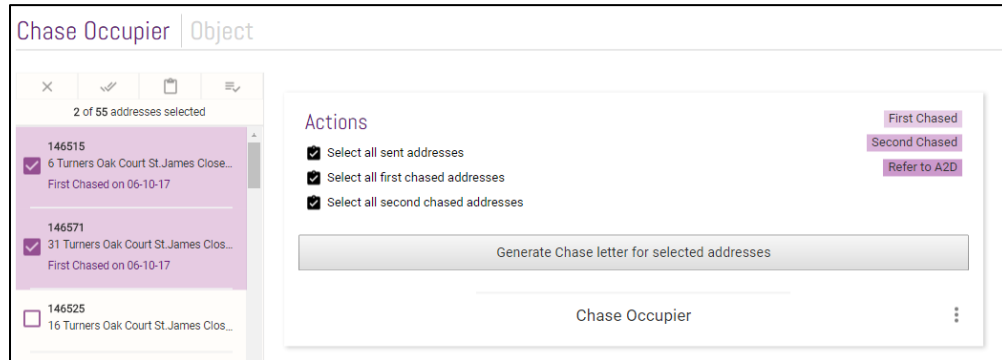 Chase Occupier Object
2 of 55 addresses selected
146515
6 Turners Oak Court St.James Close...
First Chased on 06-10-17
146571
31 Turners Oak Court St.James Clos...
First Chased on 06-10-17
146525
16 Turners Oak Court St.James Clos...
Actions
Select all sent addresses
Select all first chased addresses
Select all second chased addresses
First Chased
Second Chased
Refer to A2D
Generate Chase letter for selected addresses
Chase Occupier